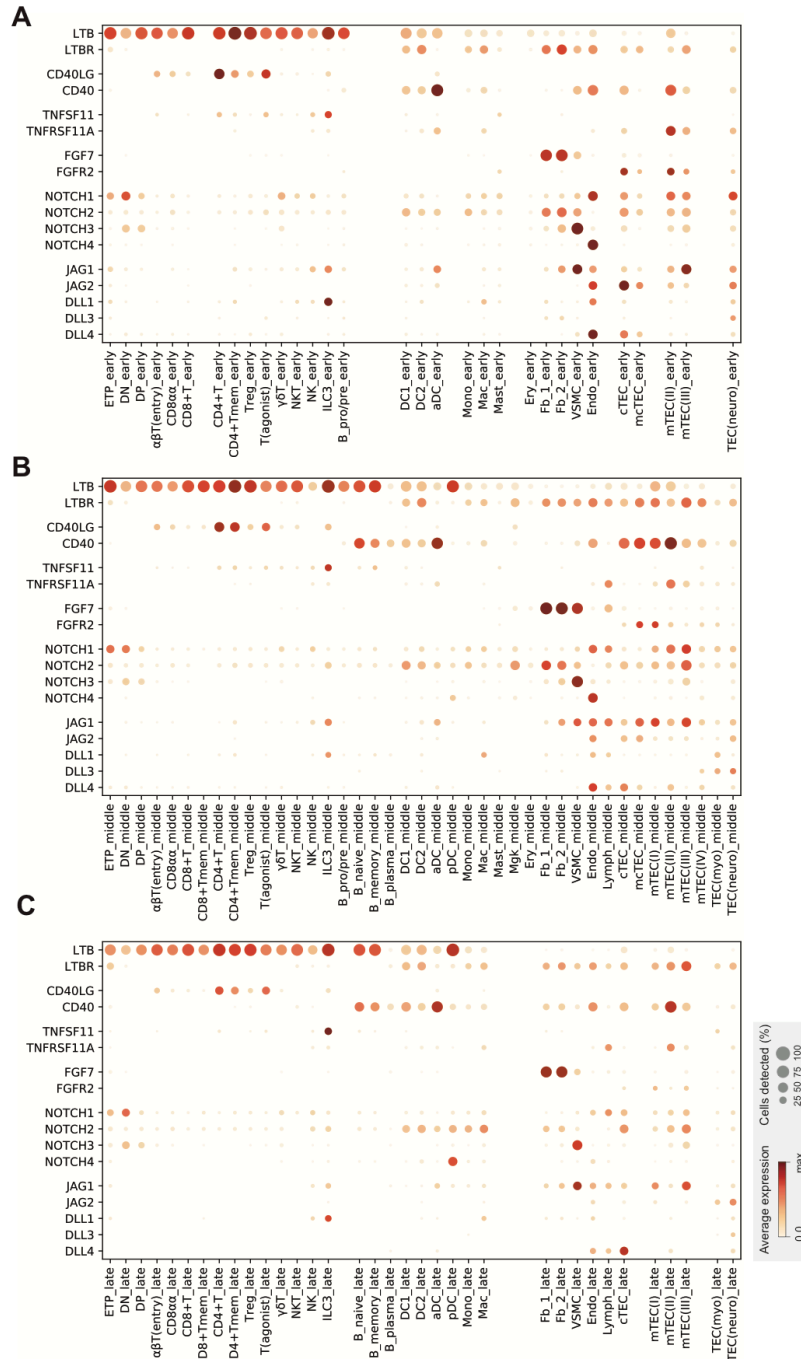 A
LTB
LTBR
CD40LG
CD40
TNFSF11
TNFRSF11A
FGF7
FGFR2
NOTCH1
NOTCH2
NOTCH3
NOTCH4
JAG1
JAG2
DLL1
DLL3
DLL4
ETP_early
DN_early
DP_early
αβT(entry)_early
CD8αα_early
CD8+T_early
CD4+T_early
CD4+Tmem_early
Treg_early
T(agonist)_early
γδT_early
NKT_early
NK_early
ILC3_early
B_pro/pre_early
DC1_early
DC2_early
aDC_early
Mono_early
Mac_early
Mast_early
Ery_early
Fb_1_early
Fb_2_early
VSMC_early
Endo_early
cTEC_early
mcTEC_early
mTEC(II)_early
mTEC(III)_early
TEC(neuro)_early
B
LTB
LTBR
CD40LG
CD40
TNFSF11
TNFRSF11A
FGF7
FGFR2
NOTCH1
NOTCH2
NOTCH3
NOTCH4
JAG1
JAG2
DLL1
DLL3
DLL4
ETP_middle
DN_middle
DP_middle
αβT(entry)_middle
CD8αα_middle
CD8+T_middle
CD8+Tmem_middle
CD4+T_middle
CD4+Tmem_middle
Treg_middle
T(agonist)_middle
γδT_middle
NKT_middle
NK_middle
ILC3_middle
B_pro/pre_middle
B_naive_middle
B_memory_middle
B_plasma_middle
DC1_middle
DC2_middle
aDC_middle
pDC_middle
Mono_middle
Mac_middle
Mast_middle
Mgk_middle
Ery_middle
Fb_1_middle
Fb_2_middle
VSMC_middle
Endo_middle
Lymph_middle
cTEC_middle
mcTEC_middle
mTEC(I)_middle
mTEC(II)_middle
mTEC(III)_middle
mTEC(IV)_middle
TEC(myo)_middle
TEC(neuro)_middle
C
LTB
LTBR
CD40LG
CD40
TNFSF11
TNFRSF11A
FGF7
FGFR2
NOTCH1
NOTCH2
NOTCH3
NOTCH4
JAG1
JAG2
DLL1
DLL3
DLL4
ETP_late
DN_late
DP_late
αβT(entry)_late
CD8αα_late
CD8+T_late
D8+Tmem_late
CD4+T_late
D4+Tmem_late
Treg_late
T(agonist)_late
γδT_late
NKT_late
NK_late
ILC3_late
B_naive_late
B_memory_late
B_plasma_late
DC1_late
DC2_late
aDC_late
pDC_late
Mono_late
Mac_late
Fb_1_late
Fb_2_late
VSMC_late
Endo_late
Lymph_late
cTEC_late
mTEC(I)_late
mTEC(II)_late
mTEC(III)_late
TEC(myo)_late
TEC(neuro)_late
Cells detected (%)
25 50 75 100
Average expression
0.0
max